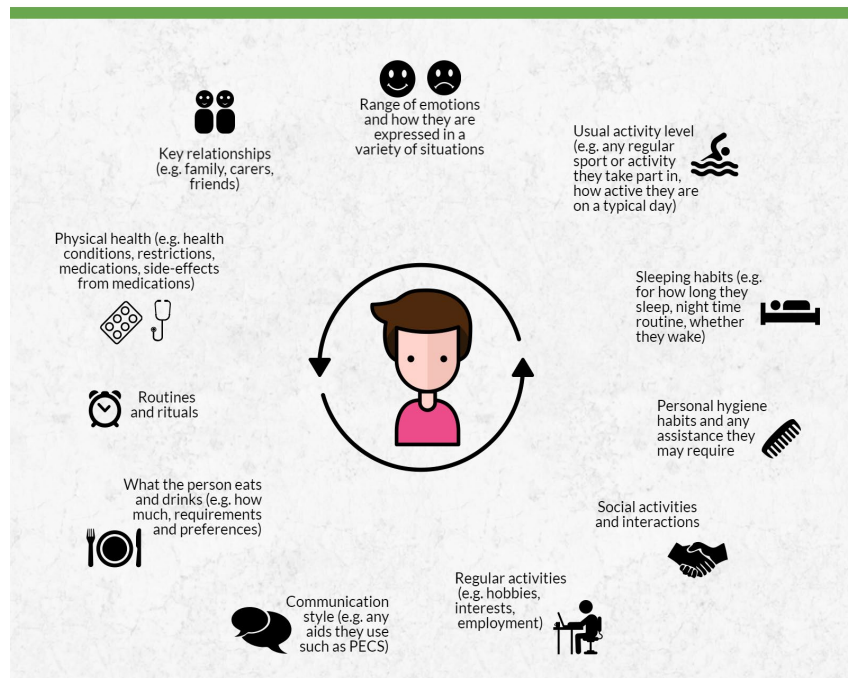 Range of emotions
and how they are
expressed in a
variety of situations
Usual activity level
(e.g. any regular
sport or activity
they take part in,
how active they are
on a typical day)
Sleeping habits (e.g.
for how long they
sleep, night time
routine, whether
they wake)
Personal hygiene
habits and any
assistance they
may require
Social activities
and interactions
Regular activities
(e.g. hobbies,
interests,
employment)
Communication
style (e.g. any
aids they use
such as PECS)
What the person eats
and drinks (e.g. how
much, requirements
and preferences)
Routines
and rituals
Physical health (e.g. health
conditions, restrictions,
medications, side-effects
from medications)
Key relationships
(e.g. family, carers,
friends)